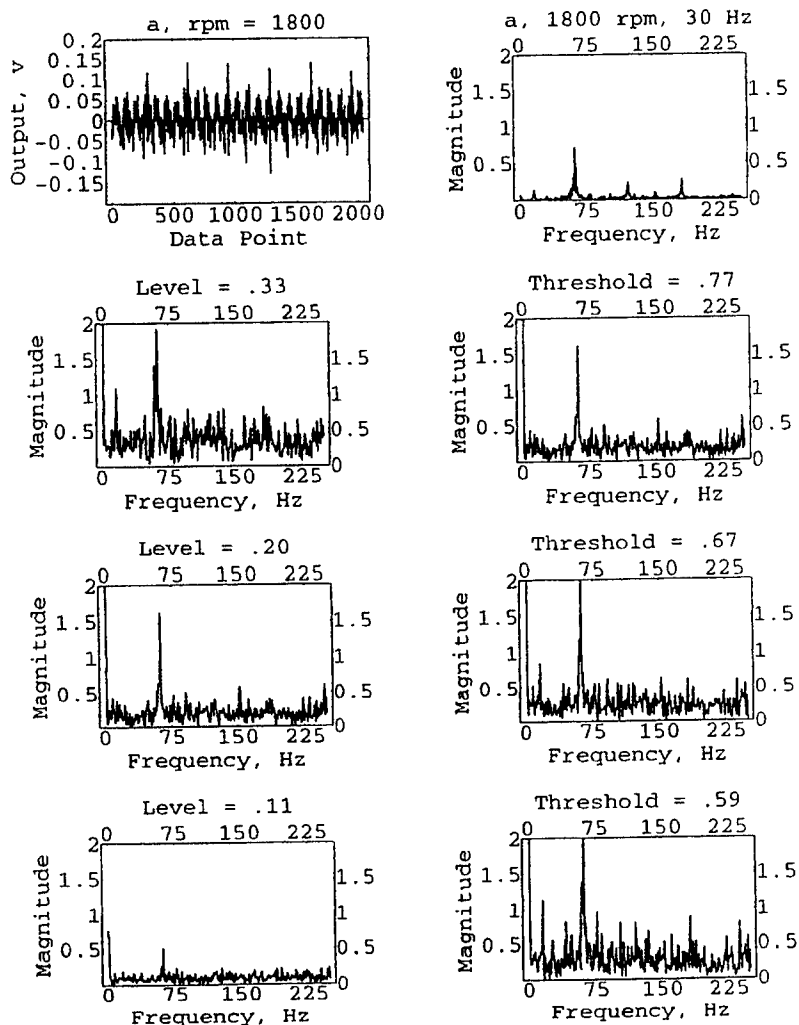 a, rpm = 1800
0.2
0.15
0.1
0.05
0
-0.05
-0.1
-0.15
Output, v
0 500 1000 1500 2000
Data Point
a, 1800 rpm, 30 Hz
0 75 150 225
2
1.5
1
0.5
Magnitude
1.5
1
0.5
0
0 75 150 225
Frequency, Hz
Level = .33
0 75 150 225
2
1.5
1
0.5
Magnitude
1.5
1
0.5
0
0 75 150 225
Frequency, Hz
Threshold = .77
0 75 150 225
2
1.5
1
0.5
Magnitude
1.5
1
0.5
0
0 75 150 225
Frequency, Hz
Level = .20
0 75 150 225
2
1.5
1
0.5
Magnitude
1.5
1
0.5
0
0 75 150 225
Frequency, Hz
Threshold = .67
0 75 150 225
2
1.5
1
0.5
Magnitude
1.5
1
0.5
0
0 75 150 225
Frequency, Hz
Level = .11
0 75 150 225
2
1.5
1
0.5
Magnitude
1.5
1
0.5
0
0 75 150 225
Frequency, Hz
Threshold = .59
0 75 150 225
2
1.5
1
0.5
Magnitude
1.5
1
0.5
0
0 75 150 225
Frequency, Hz